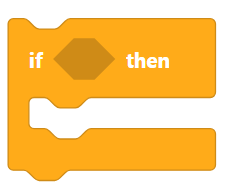 if then